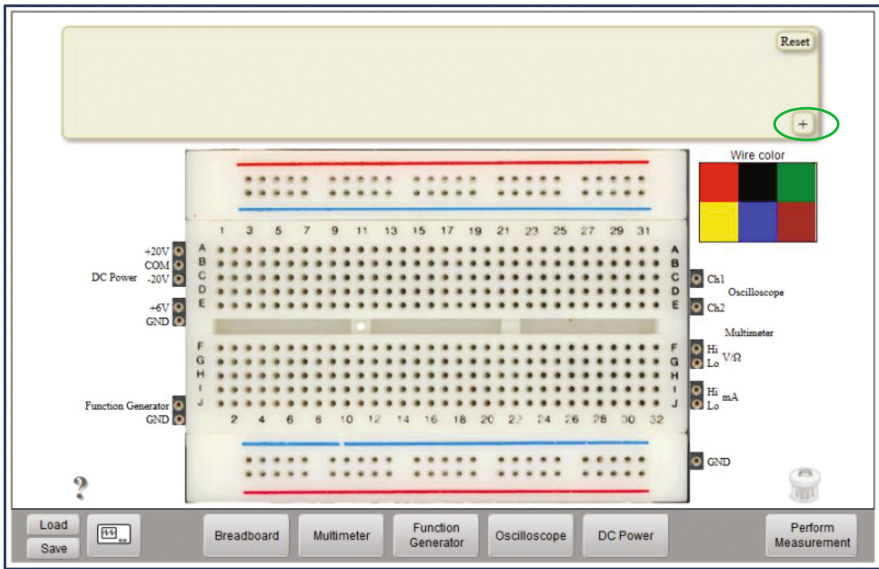 Reset
+
Wire color
1 3 5 7 9 11 13 15 17 19 21 23 25 27 29 31
A A
B B
C C
D D
E E
+20V
COM
DC Power -20V
+6V
GND
Ch1
Oscilloscope
Ch2
Multimeter
F F
G G
H H
I I
J J
Hi
V/Ω
Lo
Hi
mA
Lo
Function Generator
GND
2 4 6 8 10 12 14 16 18 20 22 24 26 28 30 32
GND
?
Load
Save
Breadboard
Multimeter
Function
Generator
Oscilloscope
DC Power
Perform
Measurement